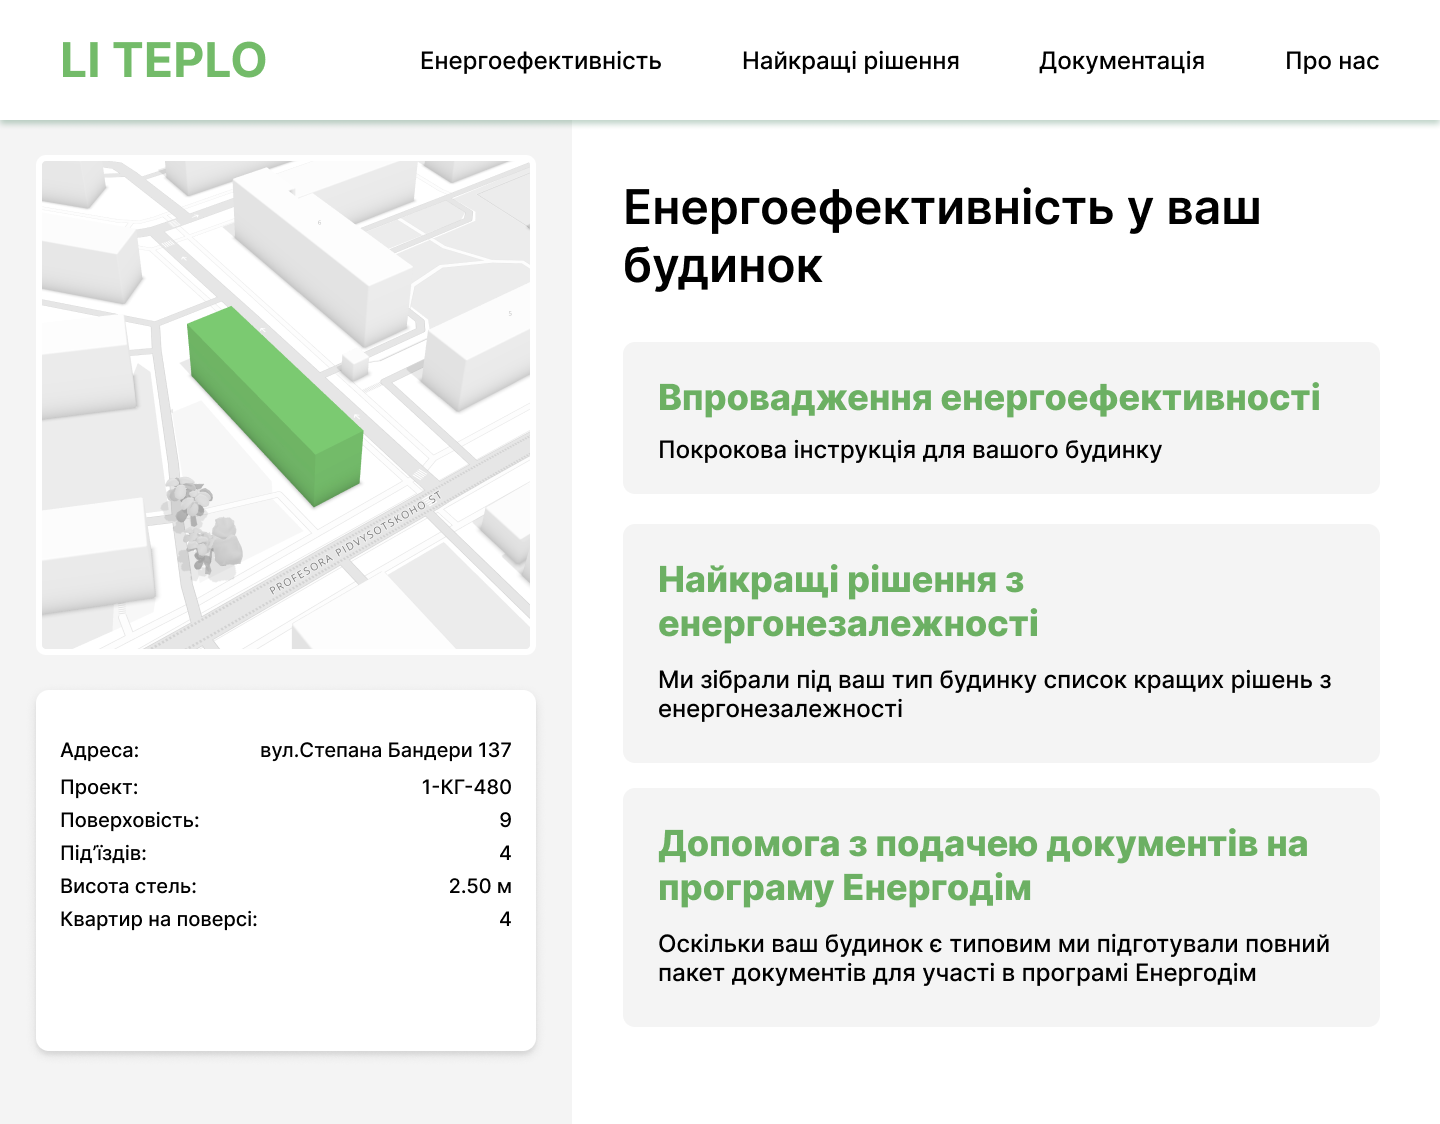 LI TEPLO
Енергоефективність
Найкращі рішення
Документація
Про нас
PROFESORA PIDVYSOTSKOHO ST
Адреса: вул.Степана Бандери 137
Проект: 1-КГ-480
Поверховість: 9
Під’їздів: 4
Висота стель: 2.50 м
Квартир на поверсі: 4
Енергоефективність у ваш
будинок
Впровадження енергоефективності
Покрокова інструкція для вашого будинку
Найкращі рішення з
енергонезалежності
Ми зібрали під ваш тип будинку список кращих рішень з
енергонезалежності
Допомога з подачею документів на
програму Енергодім
Оскільки ваш будинок є типовим ми підготували повний
пакет документів для участі в програмі Енергодім